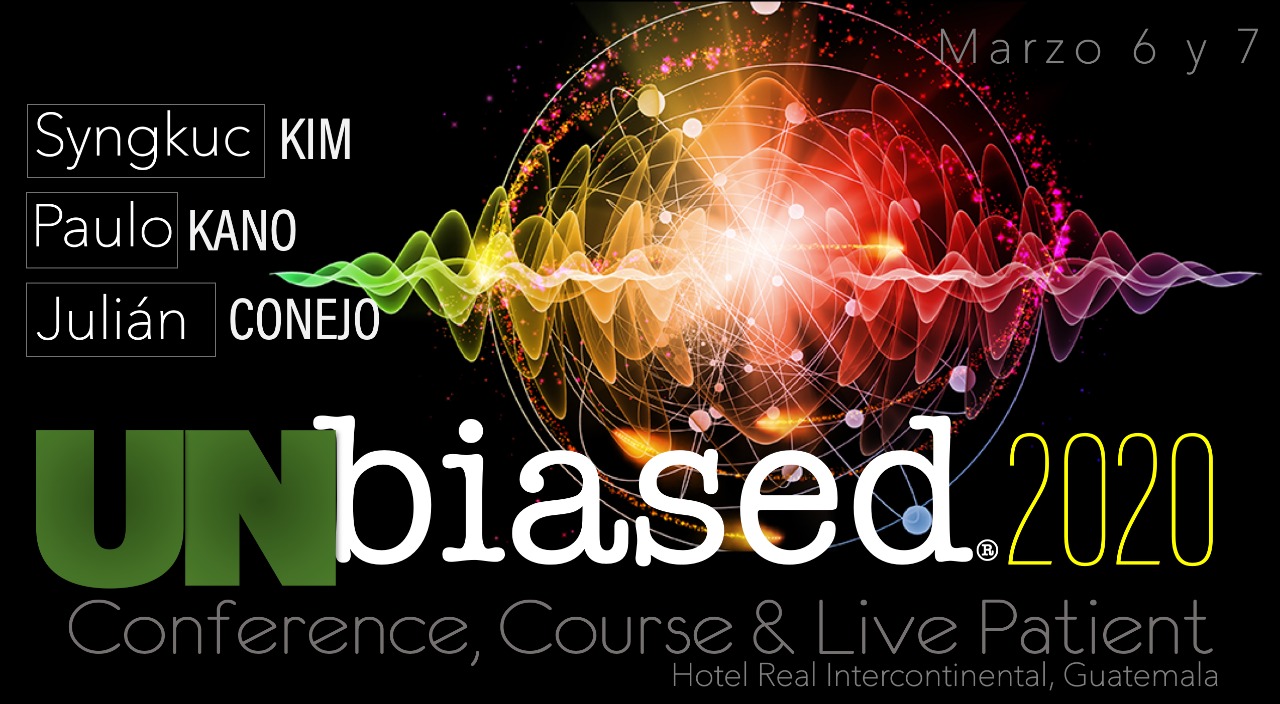 Marzo 6 y 7
Syngkuc KIM
Paulo KANO
Julián CONEJO
UNbiased.® 2020
Conference, Course & Live Patient
Hotel Real Intercontinental, Guatemala